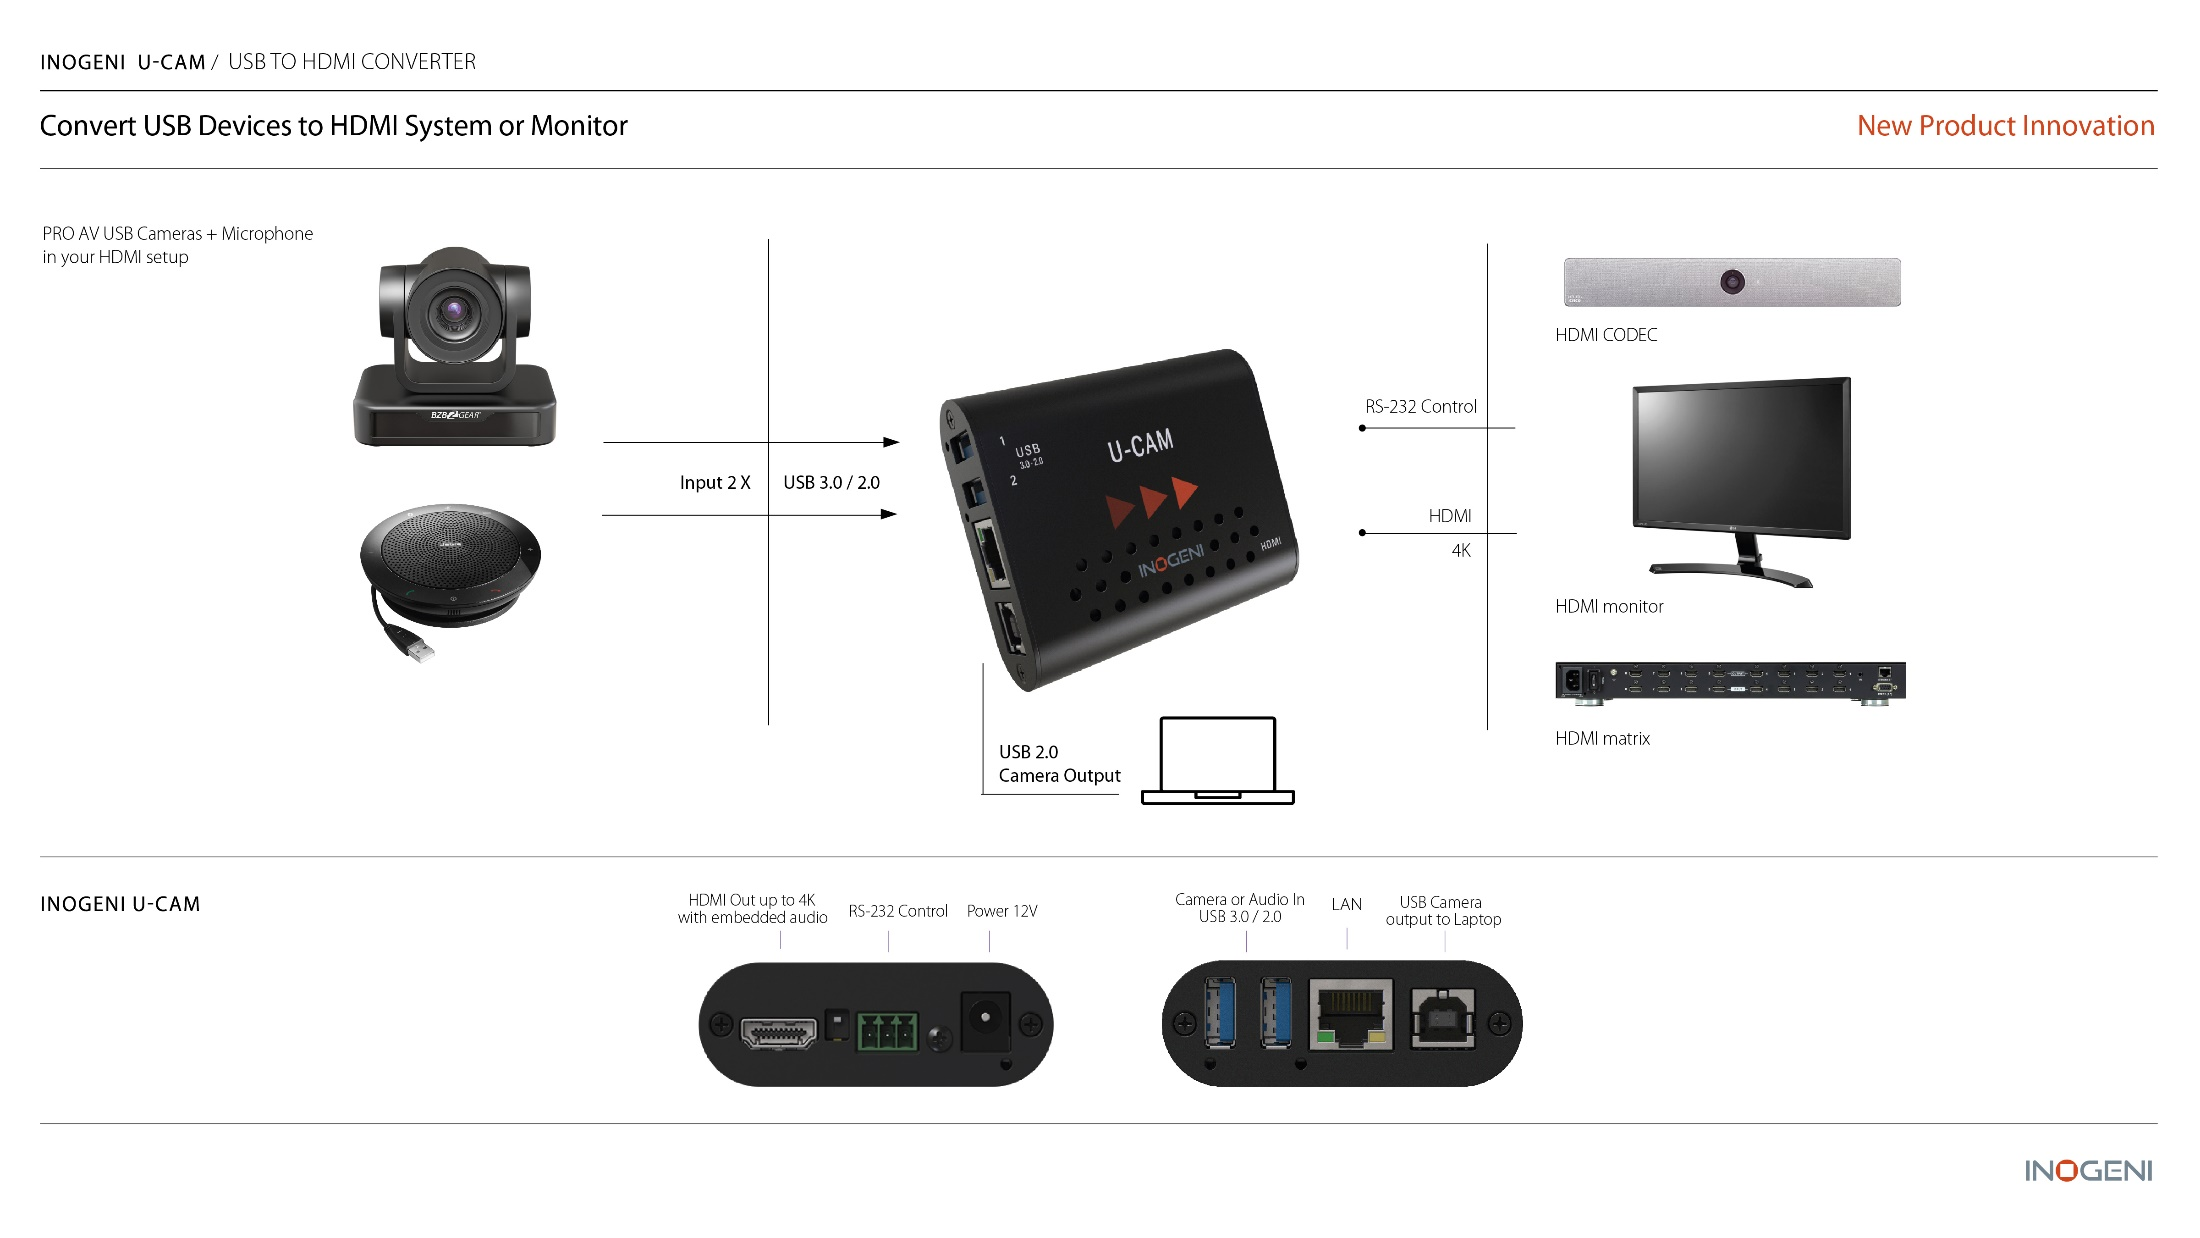 INOGENI U-CAM / USB TO HDMI CONVERTER
Convert USB Devices to HDMI System or Monitor
New Product Innovation
PRO AV USB Cameras + Microphone
in your HDMI setup
BZBGEAR
Jabra
Input 2 X
USB 3.0 / 2.0
1
USB
3.0-2.0
2
U-CAM
INOGENI
HDMI
RS-232 Control
HDMI
4K
HDMI CODEC
HDMI monitor
HDMI matrix
USB 2.0
Camera Output
INOGENI U-CAM
HDMI Out up to 4K
with embedded audio
RS-232 Control
Power 12V
Camera or Audio In
USB 3.0 / 2.0
LAN
USB Camera
output to Laptop
INOGENI